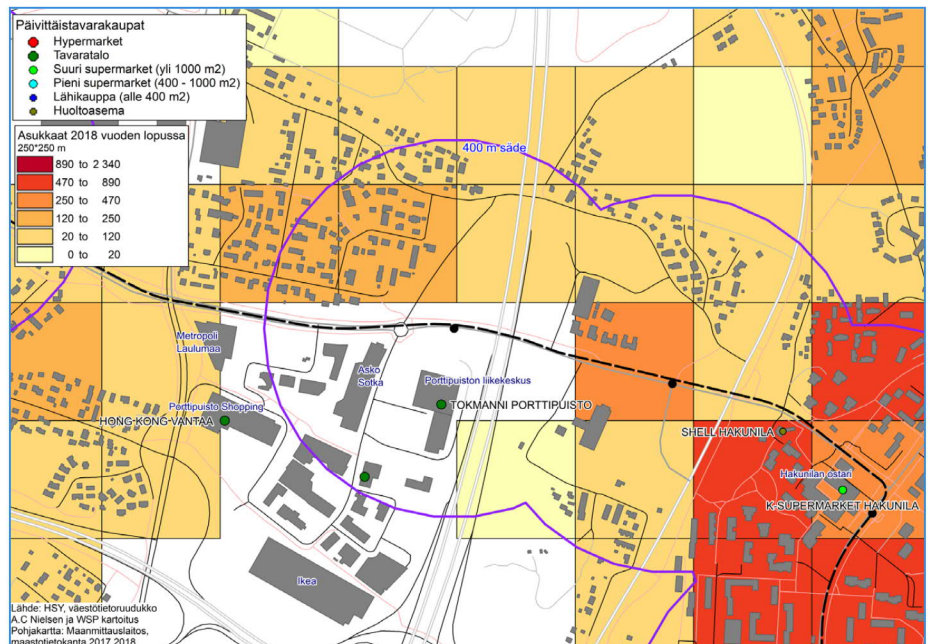 Päivittäistavarakaupat
Hypermarket
Tavaratalo
Suuri supermarket (yli 1000 m2)
Pieni supermarket (400 - 1000 m2)
Lähikauppa (alle 400 m2)
Huoltoasema
Asukkaat 2018 vuoden lopussa
250*250 m
890 to 2 340
470 to 890
250 to 470
120 to 250
20 to 120
0 to 20
400 m säde
Metropoli
Laulumaa
Asko
Sotka
Porttipuiston liikekeskus
Porttipuisto Shopping
TOKMANNI PORTTIPUISTO
HONG KONG VANTAA
SHELL HAKUNILA
Hakunilan ostari
K-SUPERMARKET HAKUNILA
Ikea
Lähde: HSY, väestötietoruudukko
A.C Nielsen ja WSP kartoitus
Pohjakartta: Maanmittauslaitos,
maastotietokanta 2017,2018